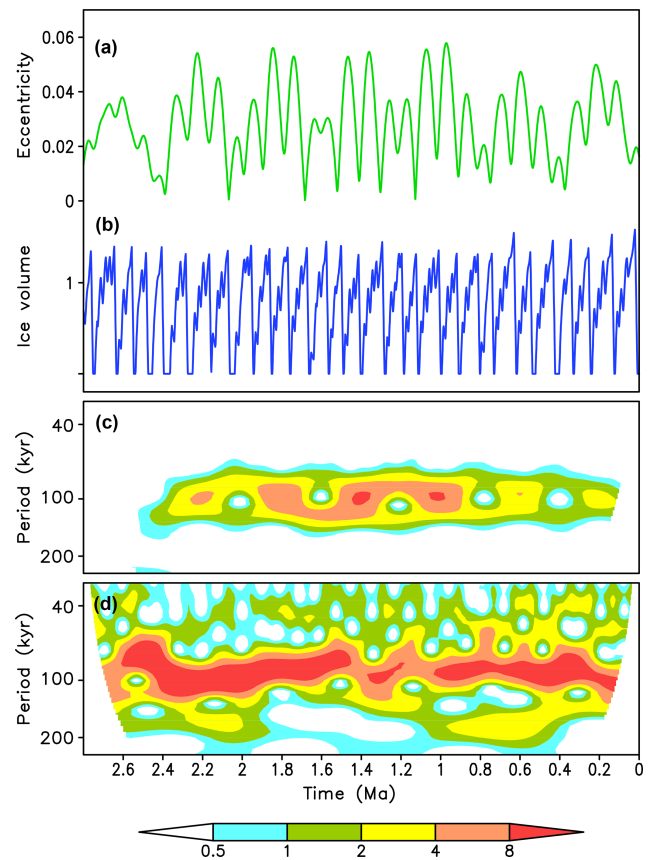 0.06
(a)
0.04
Eccentricity
0.02
0
(b)
Ice volume
1
(c)
40
Period (kyr)
100
200
(d)
40
Period (kyr)
100
200
2.6 2.4 2.2 2 1.8 1.6 1.4 1.2 1 0.8 0.6 0.4 0.2 0
Time (Ma)
0.5 1 2 4 8